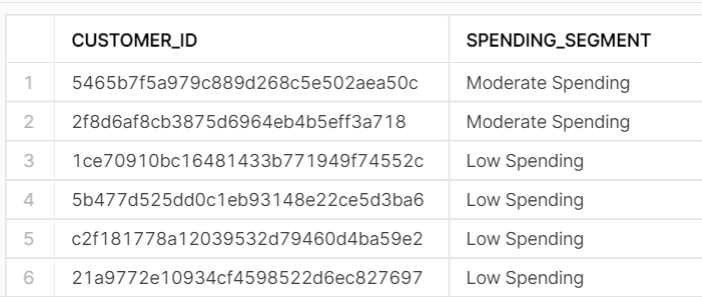 CUSTOMER_ID SPENDING_SEGMENT
1 5465b7f5a979c889d268c5e502aea50c Moderate Spending
2 2f8d6af8cb3875d6964eb4b5eff3a718 Moderate Spending
3 1ce70910bc16481433b771949f74552c Low Spending
4 5b477d525dd0c1eb93148e22ce5d3ba6 Low Spending
5 c2f181778a12039532d79460d4ba59e2 Low Spending
6 21a9772e10934cf4598522d6ec827697 Low Spending